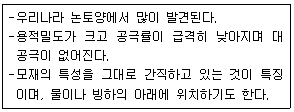 -우리나라 논토양에서 많이 발견된다.
-용적밀도가 크고 공극률이 급격히 낮아지며 대
공극이 없어진다.
-모재의 특성을 그대로 간직하고 있는 것이 특징
이며, 물이나 빙하의 아래에 위치하기도 한다.